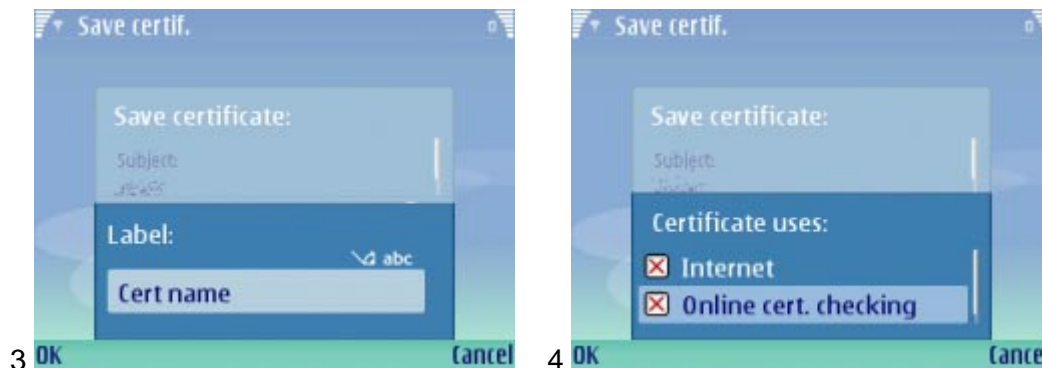 Save certif.
Save certificate:
Subject:
Label:
abc
Cert name
3 OK Cancel
Save certif.
Save certificate:
Subject:
Certificate uses:
Internet
Online cert. checking
4 OK Cance